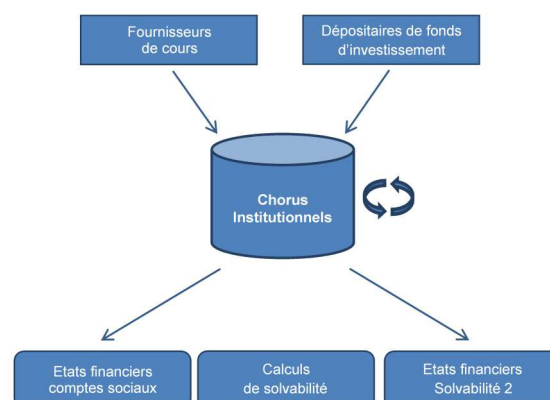 Fournisseurs
de cours
Dépositaires de fonds
d'investissement
Chorus
Institutionnels
Etats financiers
comptes sociaux
Calculs
de solvabilité
Etats financiers
Solvabilité 2